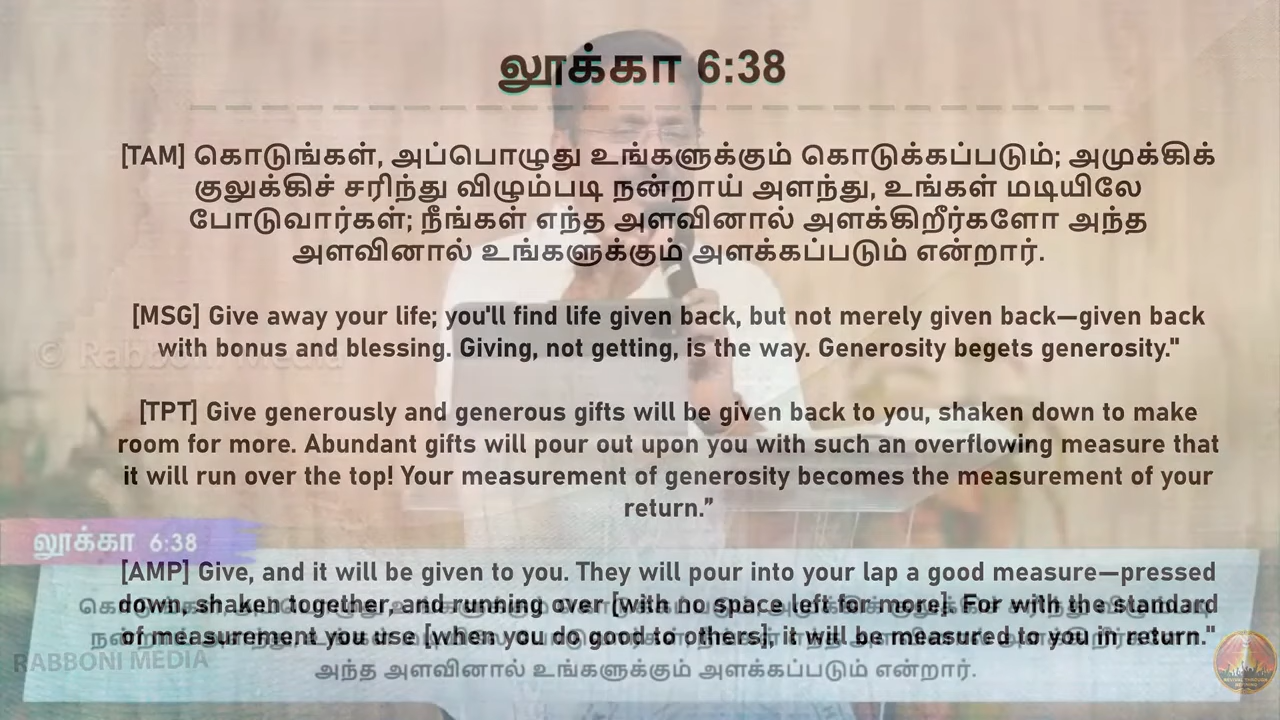 லூக்கா 6:38
[TAM] கொடுங்கள், அப்பொழுது உங்களுக்கும் கொடுக்கப்படும்; அமுக்கிக்
குலுக்கிச் சரிந்து விழும்படி நன்றாய் அளந்து, உங்கள் மடியிலே
போடுவார்கள்; நீங்கள் எந்த அளவினால் அளக்கிறீர்களோ அந்த
அளவினால் உங்களுக்கும் அளக்கப்படும் என்றார்.
[MSG] Give away your life; you'll find life given back, but not merely given back—given back
with bonus and blessing. Giving, not getting, is the way. Generosity begets generosity."
© Rabboni Media
[TPT] Give generously and generous gifts will be given back to you, shaken down to make
room for more. Abundant gifts will pour out upon you with such an overflowing measure that
it will run over the top! Your measurement of generosity becomes the measurement of your
return.”
லூக்கா 6:38
[AMP] Give, and it will be given to you. They will pour into your lap a good measure—pressed
down, shaken together, and running over [with no space left for more]. For with the standard
of measurement you use [when you do good to others], it will be measured to you in return."
RABBONI MEDIA
அந்த அளவினால் உங்களுக்கும் அளக்கப்படும் என்றார்.